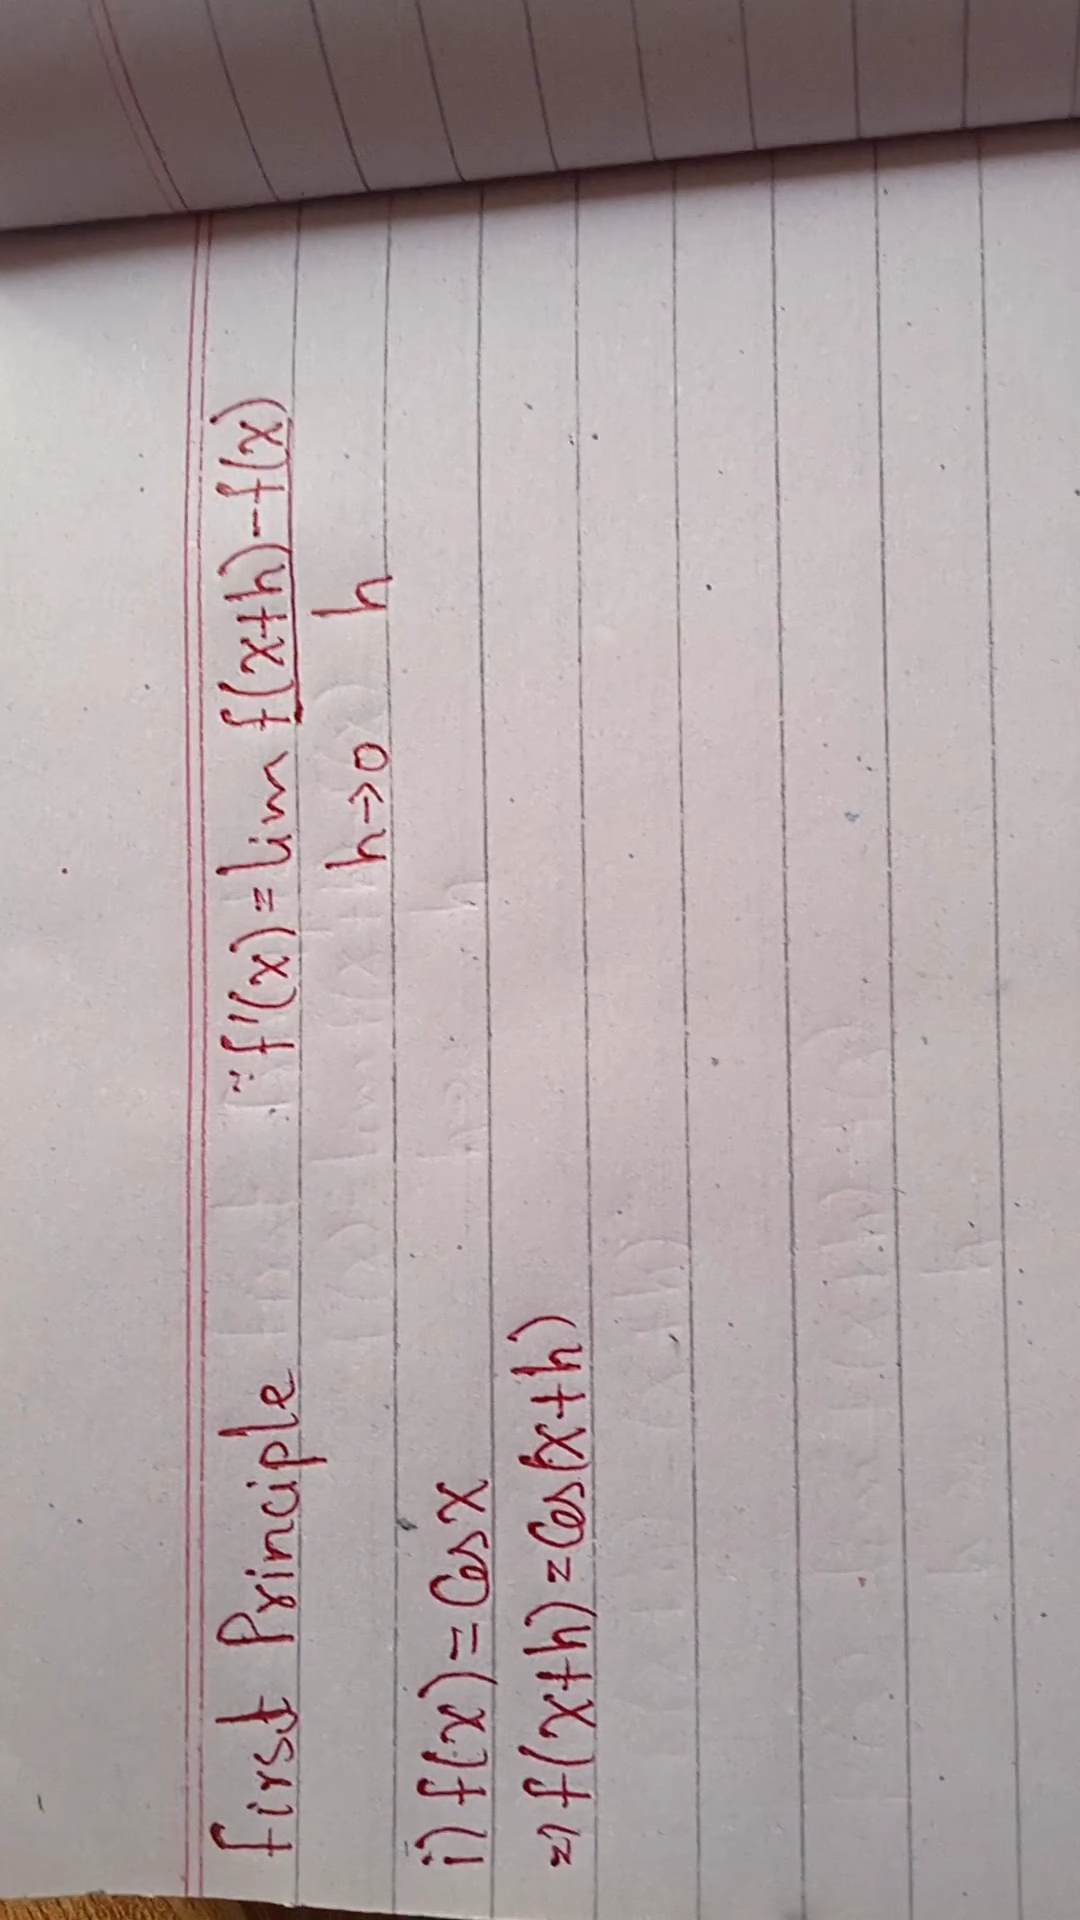 First Principle ∵ f'(x) = lim f(x+h) - f(x)
h→0 h
i) f(x) = Cos x
=> f(x+h) = Cos(x+h)